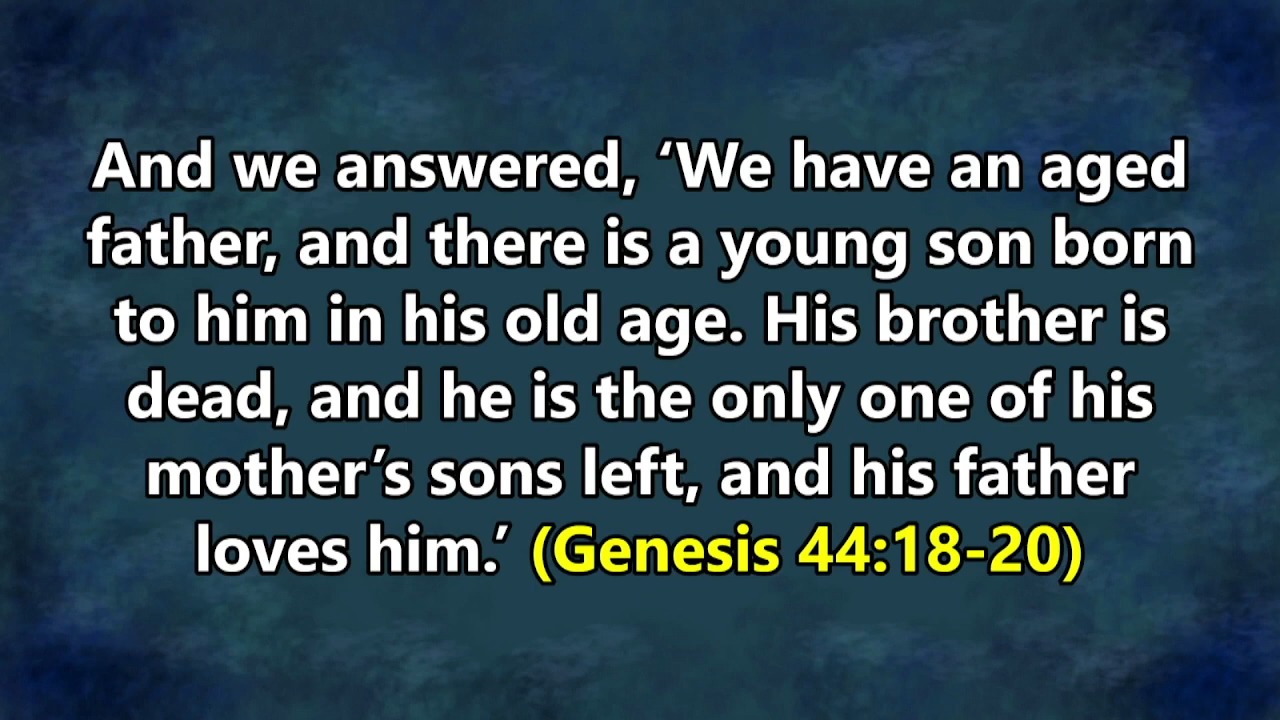 And we answered, ‘We have an aged
father, and there is a young son born
to him in his old age. His brother is
dead, and he is the only one of his
mother’s sons left, and his father
loves him.’ (Genesis 44:18-20)